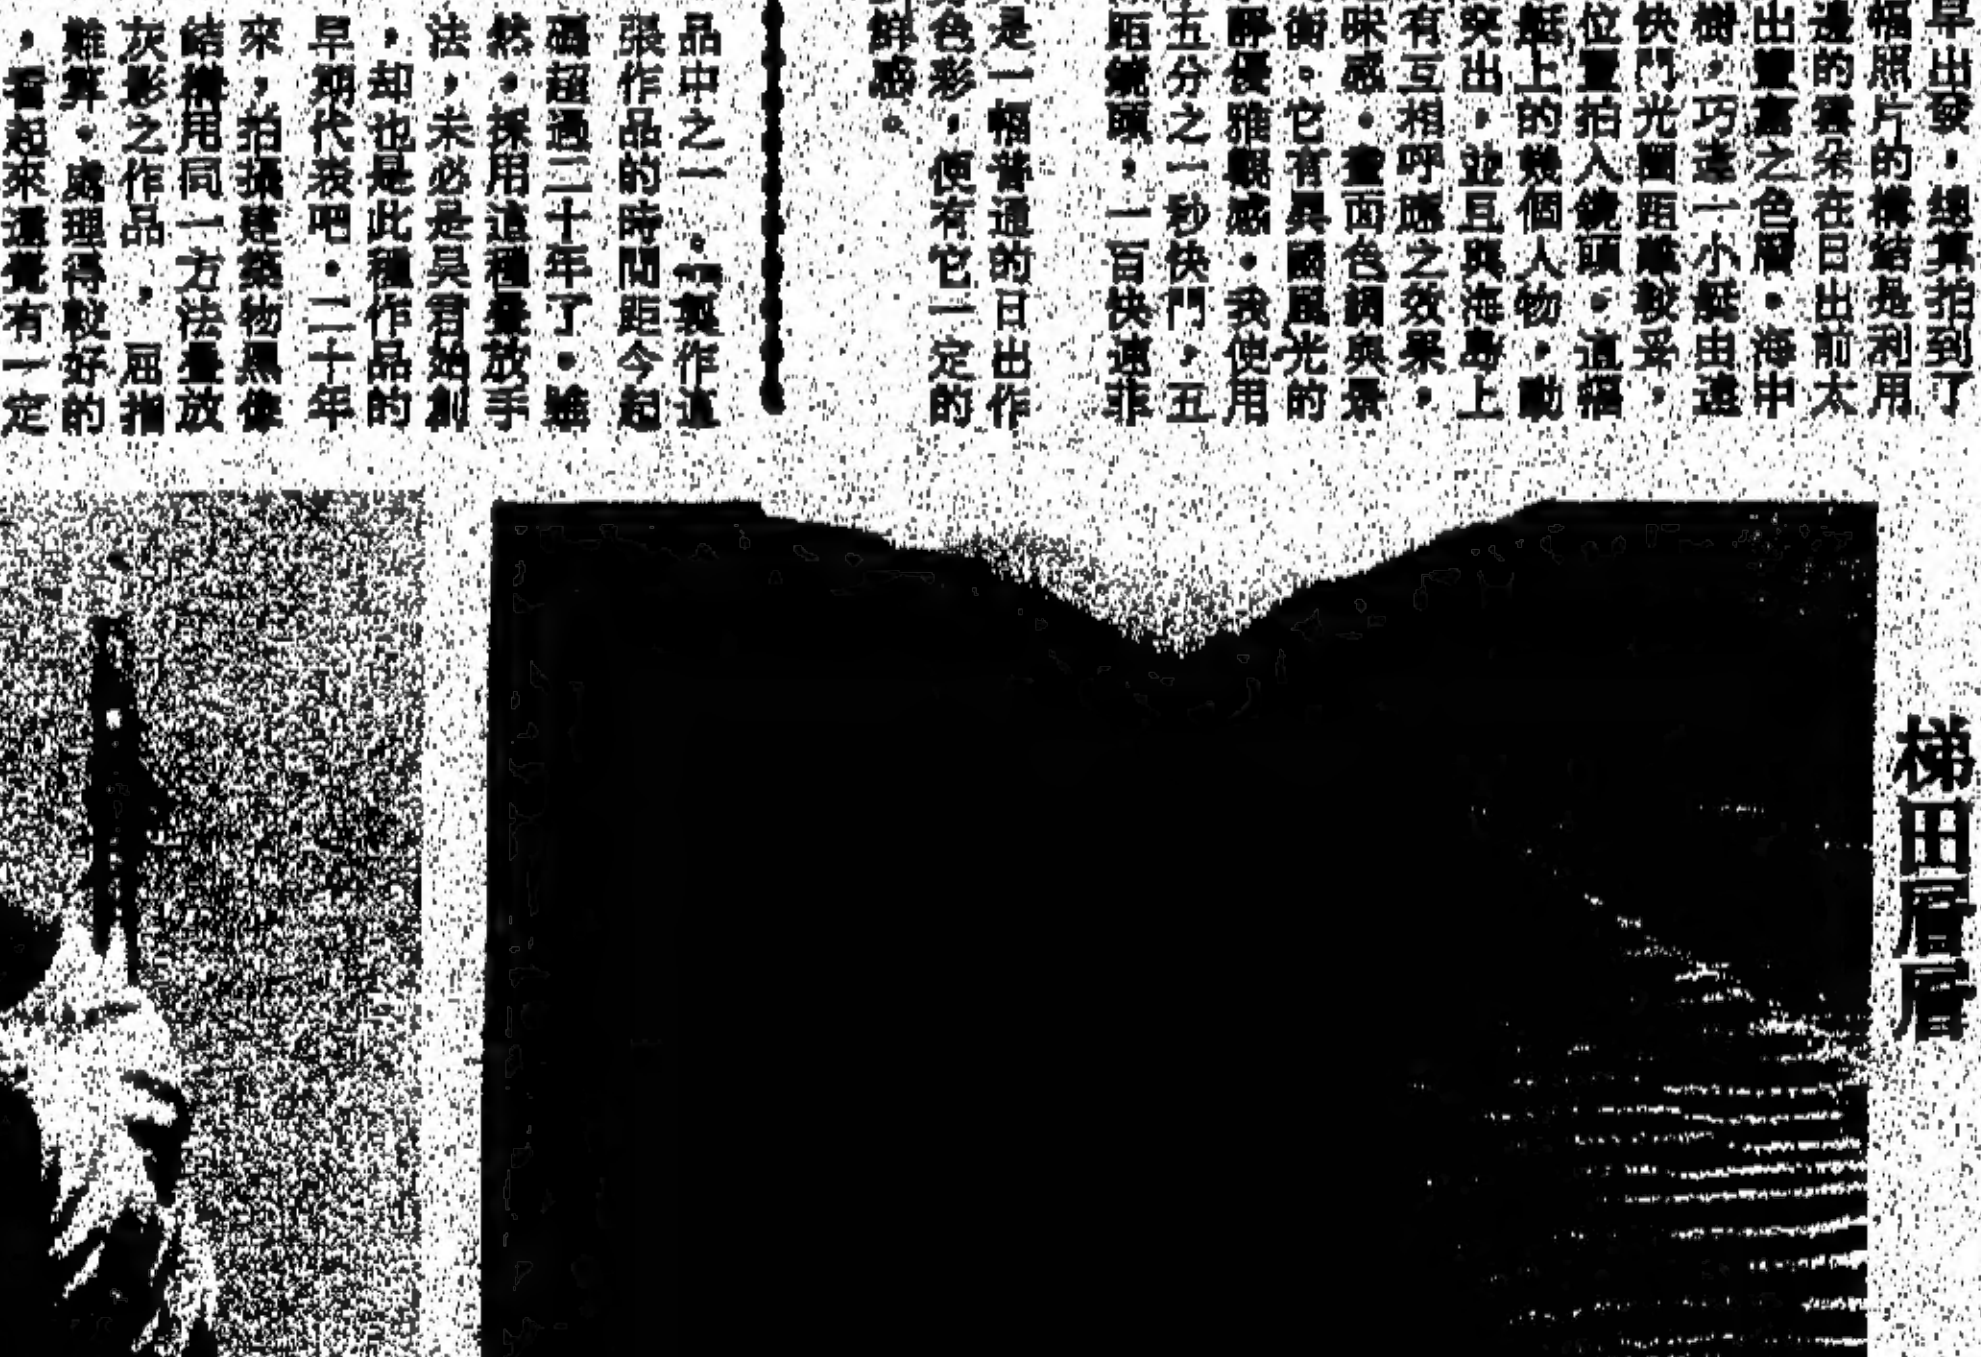 早出發，總算拍到了
幅照片的構結是利用
邊的雲朵在日出前太
出豐富之色層。海中
樹，巧遇一小艇由遠
快門光圈距離較妥，
位置拍入鏡頭。這幅
艇上的幾個人物，動
突出，並且與海島上
有互相呼應之效果，
味感。畫面色調與景
衡。它有異國風光的
靜優雅觀感。我使用
五分之一秒快門，五
陌鏡頭，一百快速菲
是一幅普通的日出作
色彩，便有它一定的
鮮感。
品中之一。製作這
張作品的時間距今起
碼超過二十年了。雖
然，採用這種疊放手
法，未必是吳君始創
，却也是此種作品的
早期代表吧。二十年
來，拍攝建築物黑像
結構用同一方法疊放
灰影之作品，屈指
難算。處理得較好的
，看起來還覺有一定
梯田層層